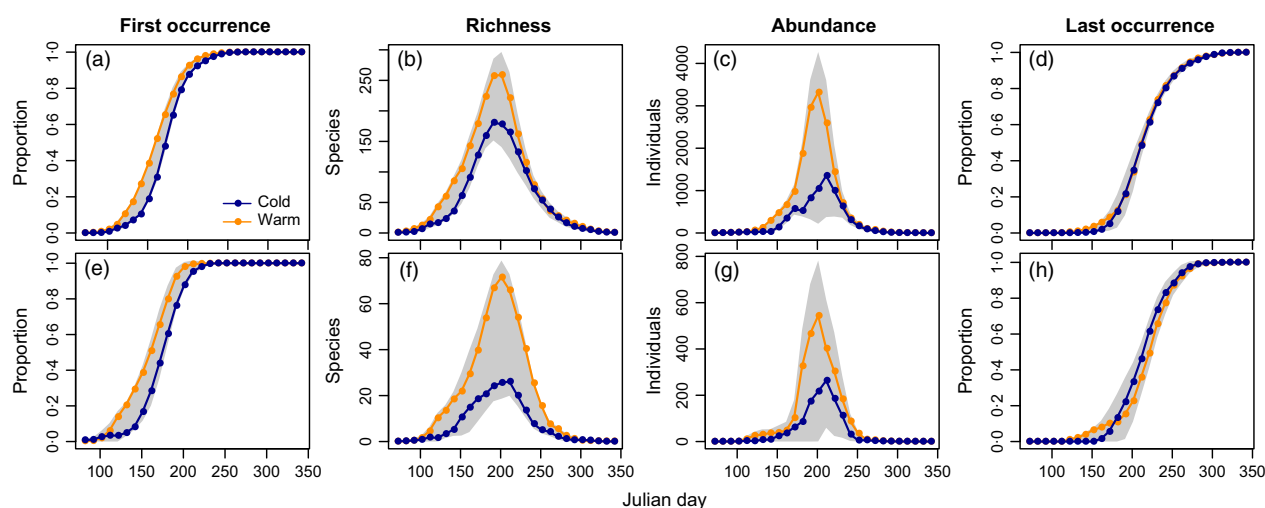 First occurrence
Richness
Abundance
Last occurrence
(a)
Proportion
0·0 0·2 0·4 0·6 0·8 1·0
Cold
Warm
(b)
Species
0 50 150 250
(c)
Individuals
0 1000 2000 3000 4000
(d)
Proportion
0·0 0·2 0·4 0·6 0·8 1·0
(e)
Proportion
0·0 0·2 0·4 0·6 0·8 1·0
100 150 200 250 300 350
(f)
Species
0 20 40 60 80
100 150 200 250 300 350
(g)
Individuals
0 200 400 600 800
100 150 200 250 300 350
(h)
Proportion
0·0 0·2 0·4 0·6 0·8 1·0
100 150 200 250 300 350
Julian day